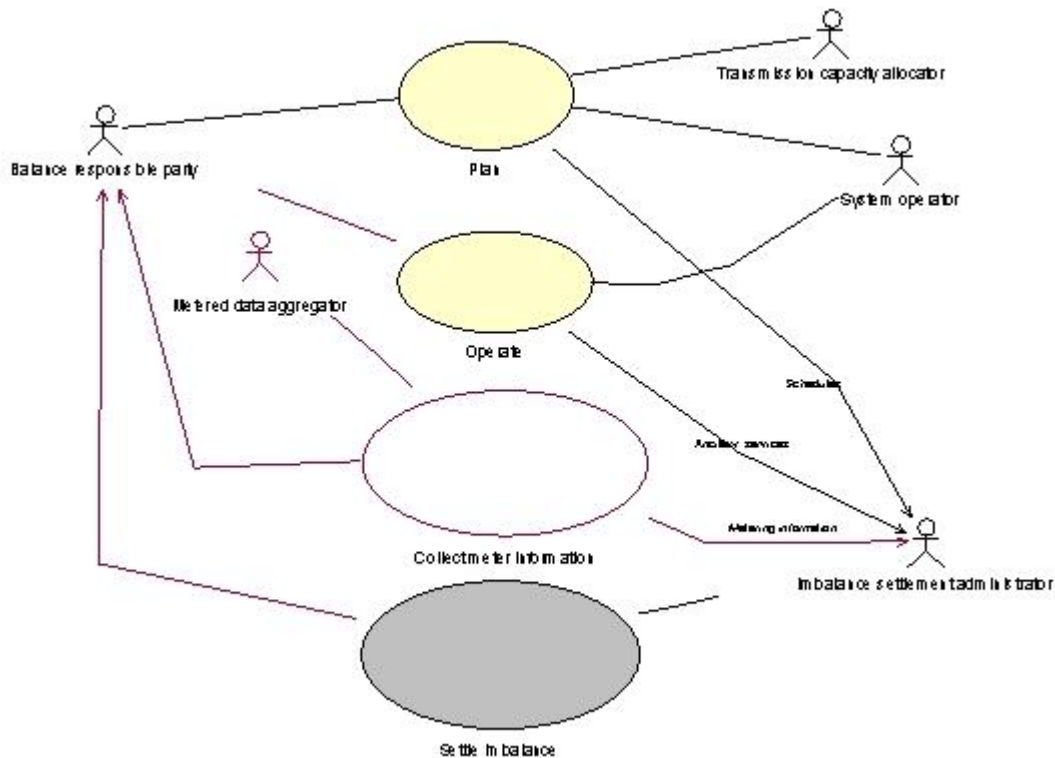 Transmission capacity allocator
Balance responsible party
Plan
System operator
Metered data aggregator
Operate
Schedules
Ancillary services
Metering information
Collect meter information
Imbalance settlement administrator
Settle imbalance